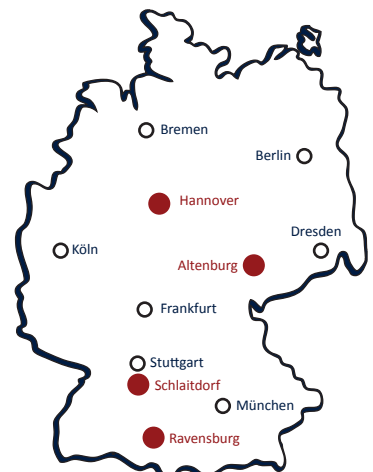 Bremen
Berlin
Hannover
Dresden
Köln
Altenburg
Frankfurt
Stuttgart
Schlaitdorf
München
Ravensburg